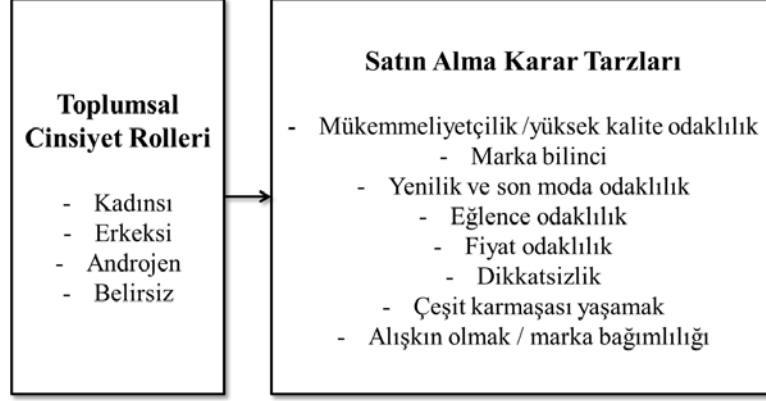 Toplumsal
Cinsiyet Rolleri
- Kadınsı
- Erkeksi
- Androjen
- Belirsiz
Satın Alma Karar Tarzları
- Mükemmeliyetçilik /yüksek kalite odaklılık
- Marka bilinci
- Yenilik ve son moda odaklılık
- Eğlence odaklılık
- Fiyat odaklılık
- Dikkatsizlik
- Çeşit karmaşası yaşamak
- Alışkın olmak / marka bağımlılığı